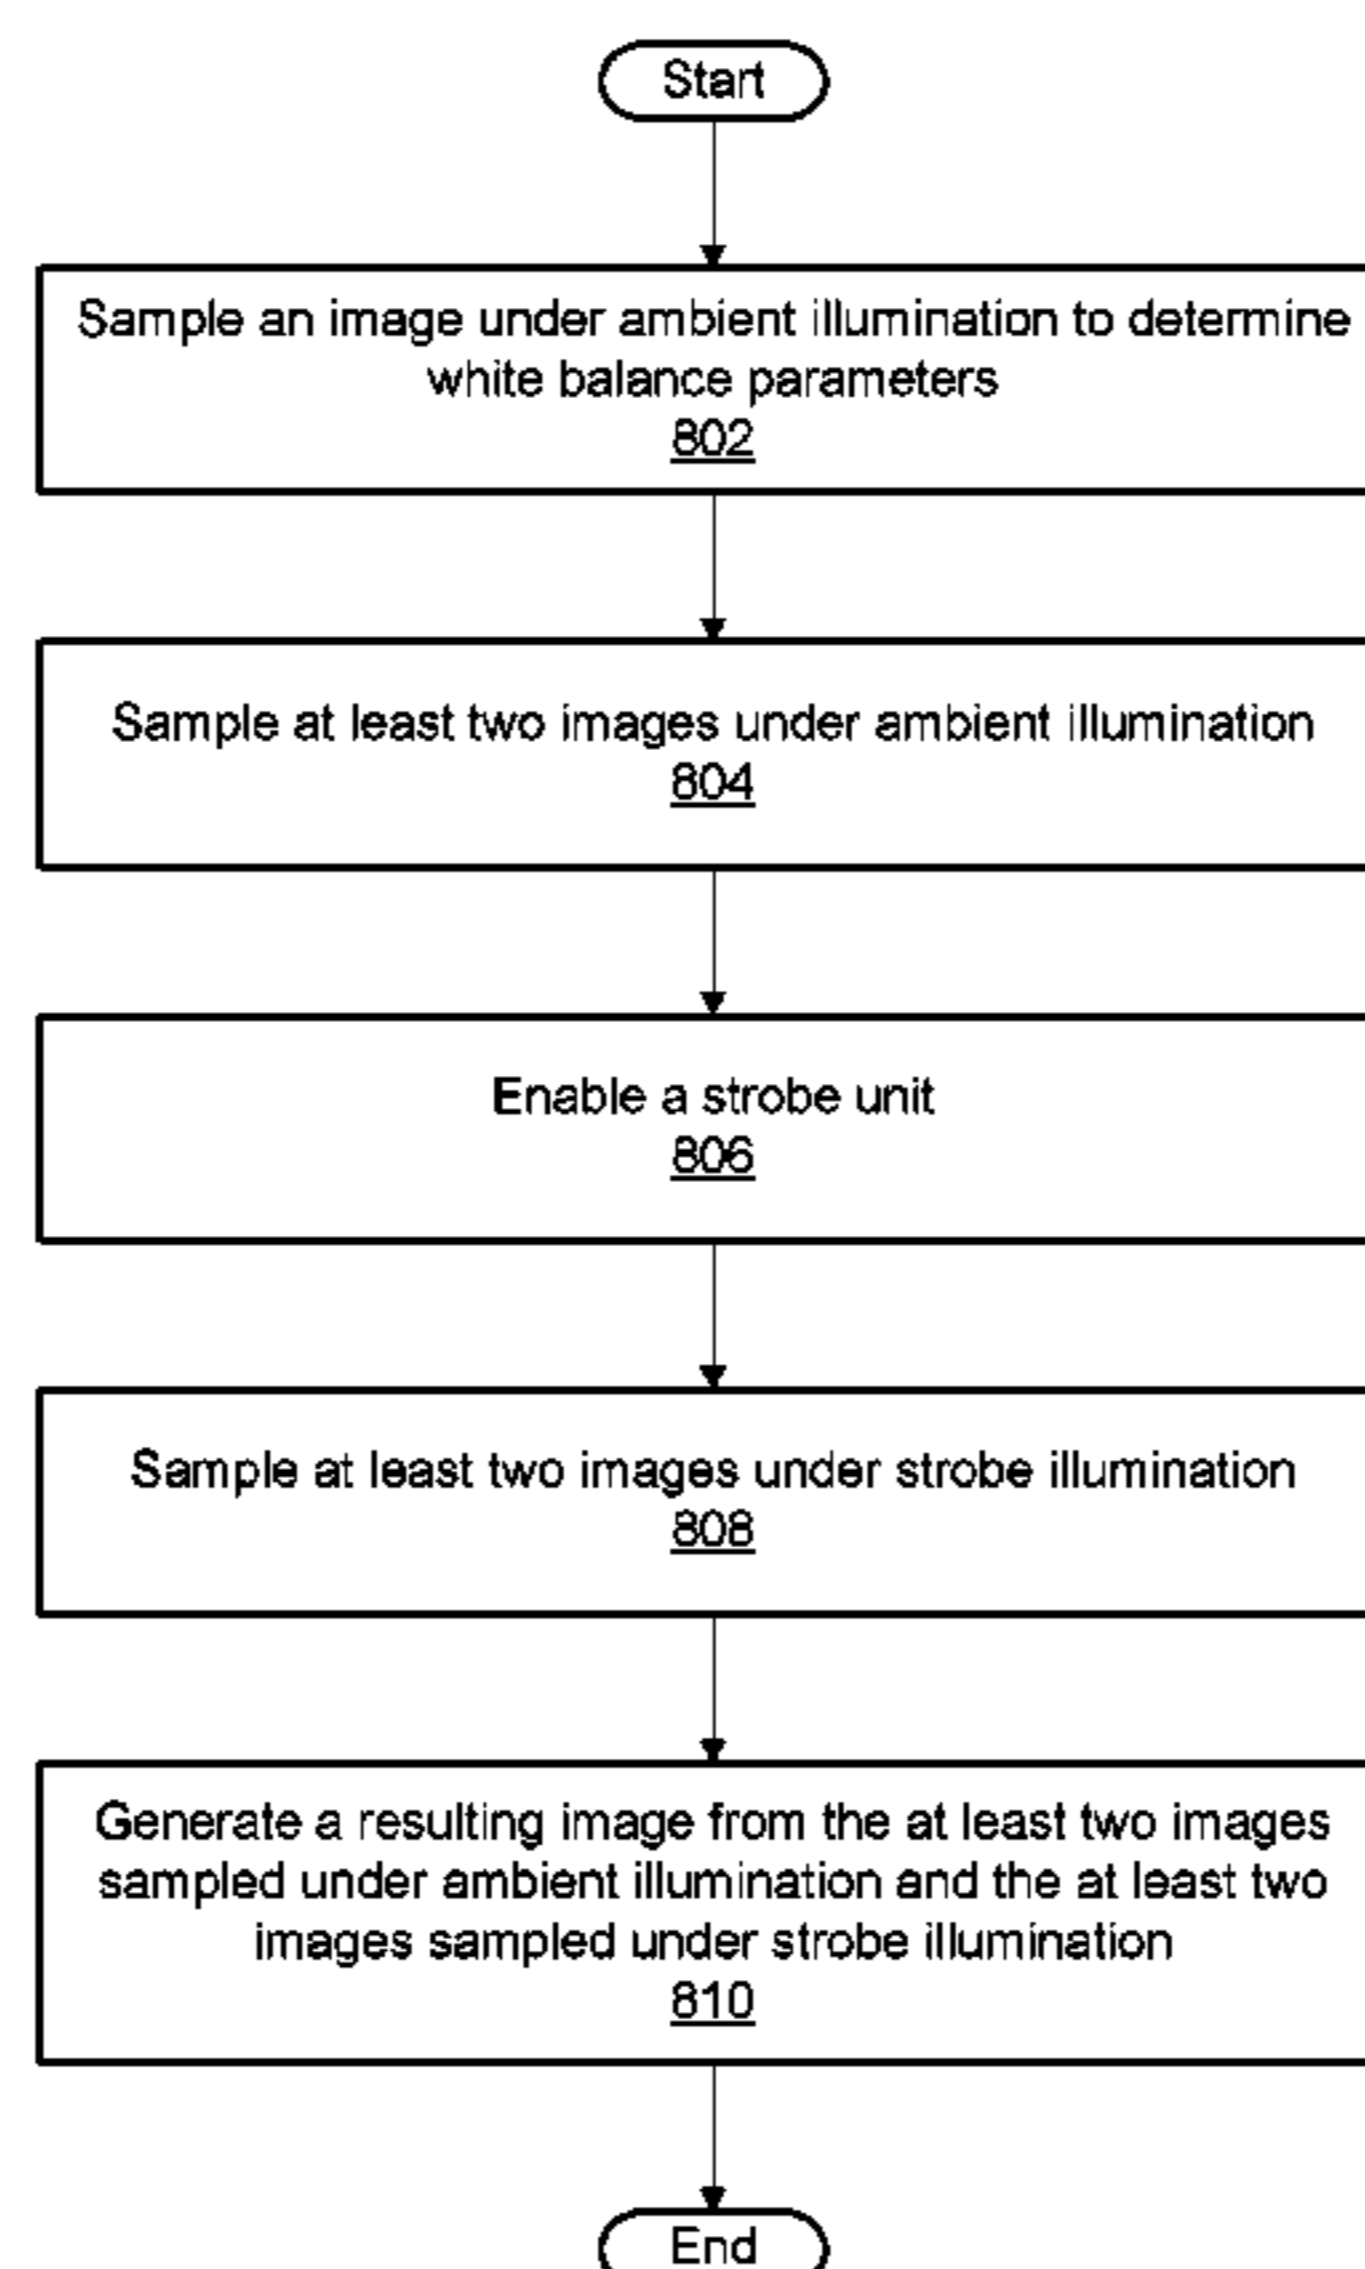 Start
Sample an image under ambient illumination to determine
white balance parameters
802
Sample at least two images under ambient illumination
804
Enable a strobe unit
806
Sample at least two images under strobe illumination
808
Generate a resulting image from the at least two images
sampled under ambient illumination and the at least two
images sampled under strobe illumination
810
End